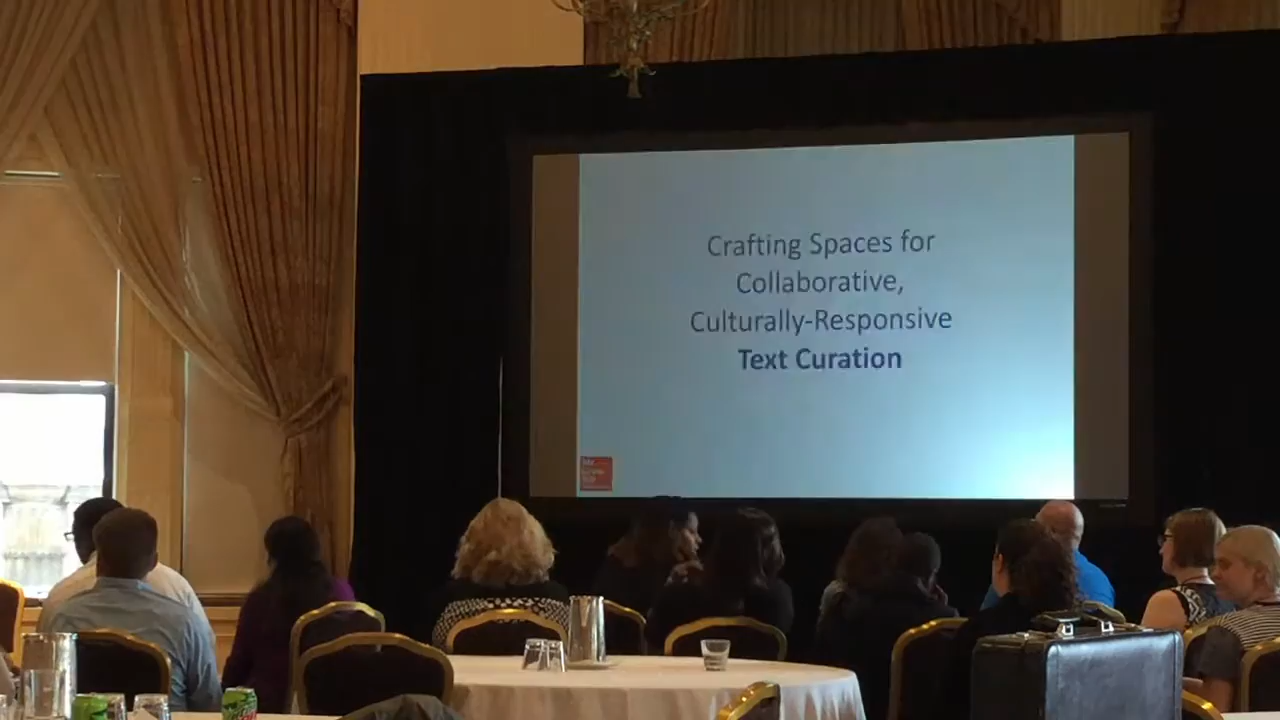 Crafting Spaces for
Collaborative,
Culturally-Responsive
Text Curation